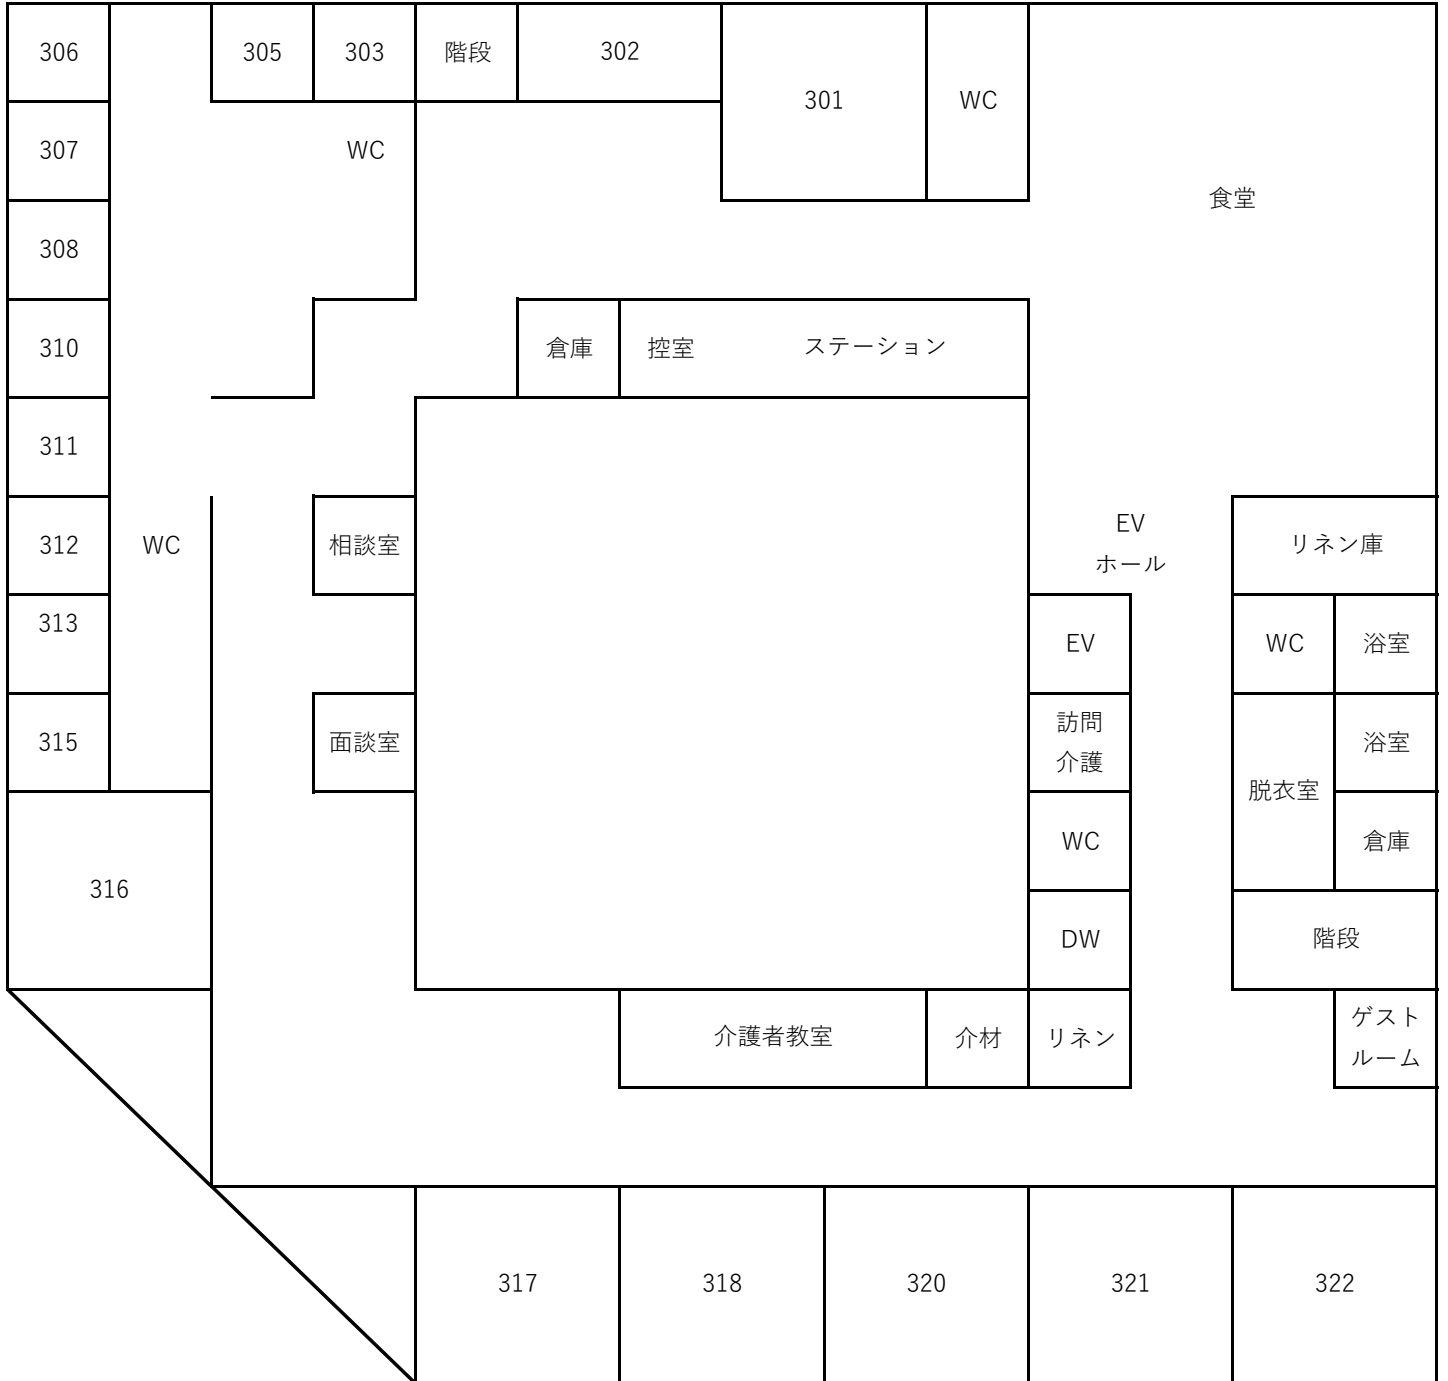 306
305
303
階段
302
301
WC
307
WC
食堂
308
310
倉庫
控室
ステーション
311
312
WC
相談室
EV
ホール
リネン庫
313
EV
WC
浴室
315
面談室
訪問
介護
脱衣室
浴室
316
WC
倉庫
DW
階段
介護者教室
介材
リネン
ゲスト
ルーム
317
318
320
321
322